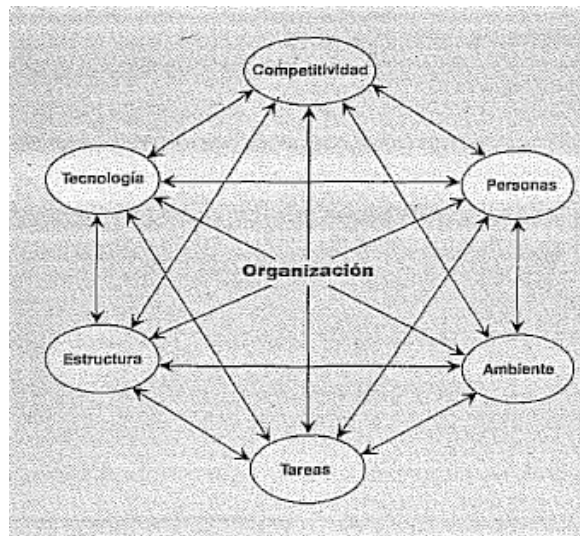 Competitividad
Tecnología
Personas
Organización
Estructura
Ambiente
Tareas